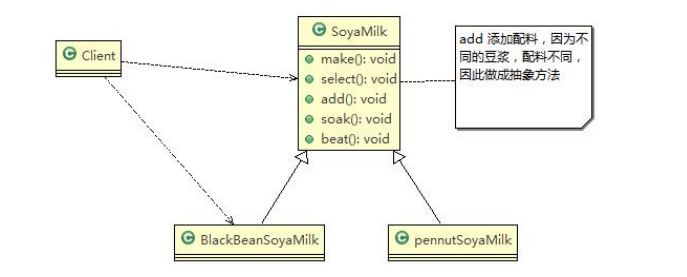 Client
SoyaMilk
make(): void
select(): void
add(): void
soak(): void
beat(): void
add 添加配料，因为不
同的豆浆，配料不同，
因此做成抽象方法
BlackBeanSoyaMilk
pennutSoyaMilk